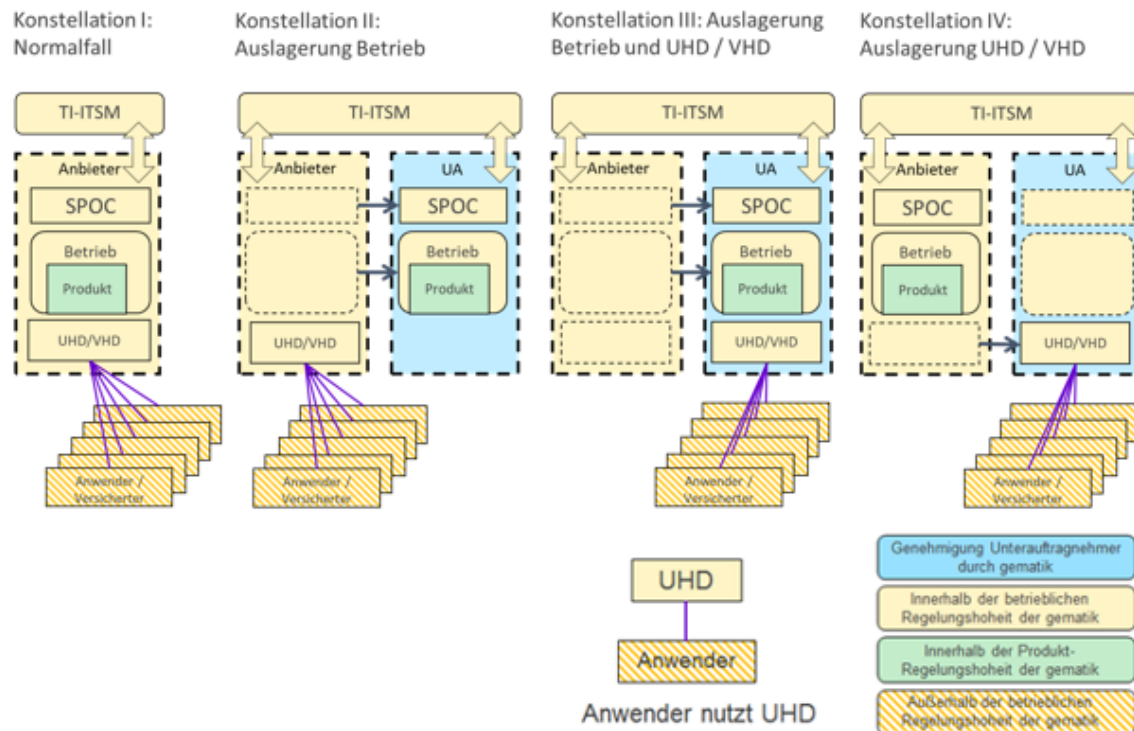 Konstellation I:
Normalfall
Konstellation II:
Auslagerung Betrieb
Konstellation III: Auslagerung
Betrieb und UHD / VHD
Konstellation IV:
Auslagerung UHD / VHD
TI-ITSM
TI-ITSM
TI-ITSM
TI-ITSM
Anbieter
SPOC
Betrieb
Produkt
UHD/VHD
Anwender /
Versicherter
Anbieter
UHD/VHD
Anwender /
Versicherter
UA
SPOC
Betrieb
Produkt
Anbieter
UA
SPOC
Betrieb
Produkt
UHD/VHD
Anwender /
Versicherter
Anbieter
SPOC
Betrieb
Produkt
UA
UHD/VHD
Anwender /
Versicherter
UHD
Anwender
Anwender nutzt UHD
Genehmigung Unterauftragnehmer
durch gematik
Innerhalb der betrieblichen
Regelungshoheit der gematik
Innerhalb der Produkt-
Regelungshoheit der gematik
Außerhalb der betrieblichen
Regelungshoheit der gematik